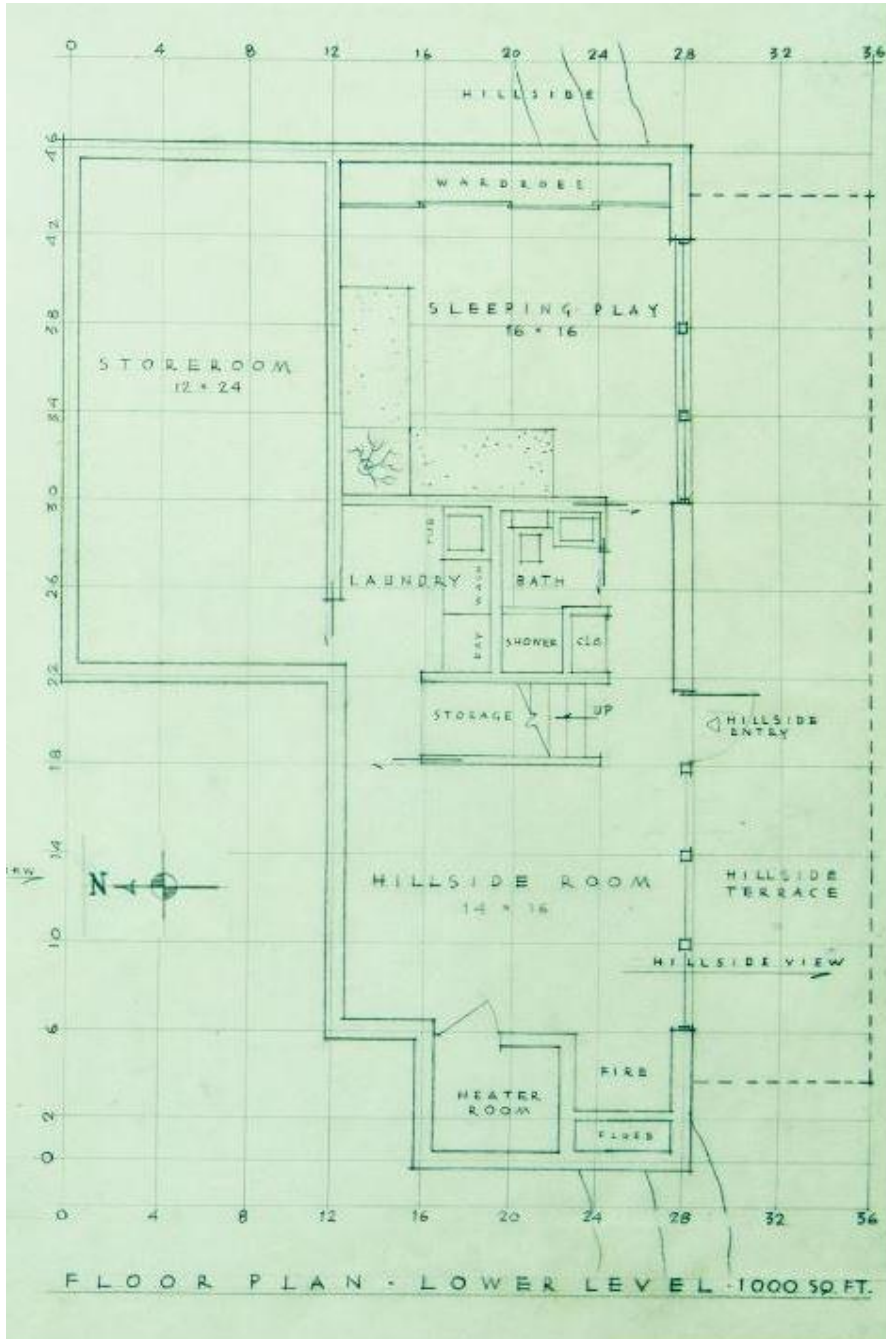 0 4 8 12 16 20 24 28 32 36
HILLSIDE
46
WARDROBE
42
SLEEPING PLAY
16 × 16
38
STOREROOM
12 × 24
34
30
TUB
LAUNDRY
WASH
BATH
26
DRY
SHOWER
CLO
22
STORAGE
UP
HILLSIDE
ENTRY
18
14
N
HILLSIDE ROOM
14 × 16
HILLSIDE
TERRACE
10
HILLSIDE VIEW
6
FIRE
HEATER
ROOM
2
FLUES
0
0 4 8 12 16 20 24 28 32 36
FLOOR PLAN - LOWER LEVEL - 1000 SQ. FT.